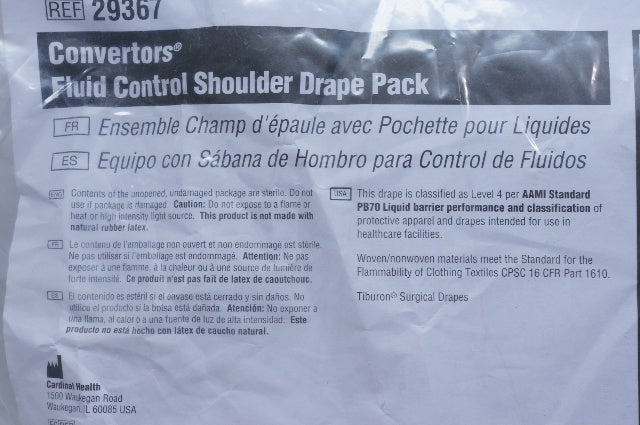 REF 29367
Convertors®
Fluid Control Shoulder Drape Pack
FR Ensemble Champ d'épaule avec Pochette pour Liquides
ES Equipo con Sábana de Hombro para Control de Fluidos
ENG Contents of the unopened, undamaged package are sterile. Do not
use if package is damaged. Caution: Do not expose to a flame or
heat or high intensity light source. This product is not made with
natural rubber latex.
FR Le contenu de l'emballage non ouvert et non endommagé est stérile.
Ne pas utiliser si l'emballage est endommagé. Attention: Ne pas
exposer à une flamme, à la chaleur ou à une source de lumière de
forte intensité. Ce produit n'est pas fait de latex de caoutchouc.
ES El contenido es estéril si el envase está cerrado y sin daños. No
utilice el producto si la bolsa está dañada. Atención: No exponer a
una llama, al calor o a una fuente de luz de alta intensidad. Este
producto no está hecho con látex de caucho natural.
USA This drape is classified as Level 4 per AAMI Standard
PB70 Liquid barrier performance and classification of
protective apparel and drapes intended for use in
healthcare facilities.
Woven/nonwoven materials meet the Standard for the
Flammability of Clothing Textiles CPSC 16 CFR Part 1610.
Tiburon® Surgical Drapes
Cardinal Health
1500 Waukegan Road
Waukegan, IL 60085 USA